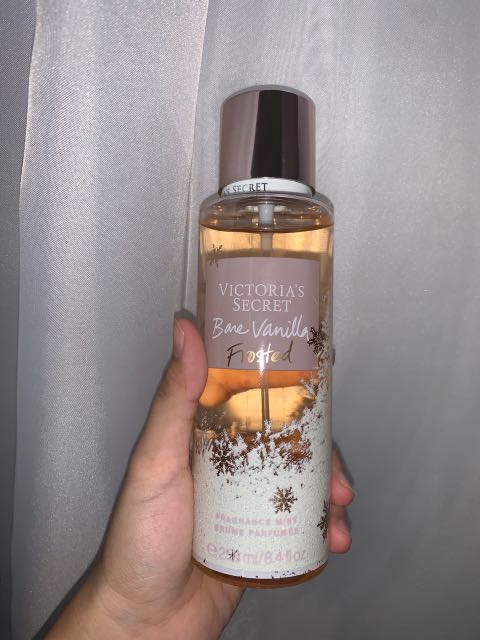 SECRET
VICTORIA'S
SECRET
Bare Vanilla
Frosted
FRAGRANCE MIST
BRUME PARFUMÉE
ml/8.4 fl oz